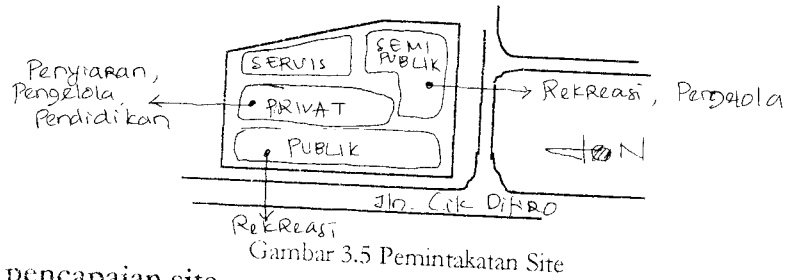 SERVIS
SEMI
PUBLIK
Penyiaran,
Pengelola,
Pendidikan
PRIVAT
Rekreasi, Pengelola
PUBLIK
N
Jln. Cik Ditiro
Rekreasi
Gambar 3.5 Pemintakatan Site
pencapaian site